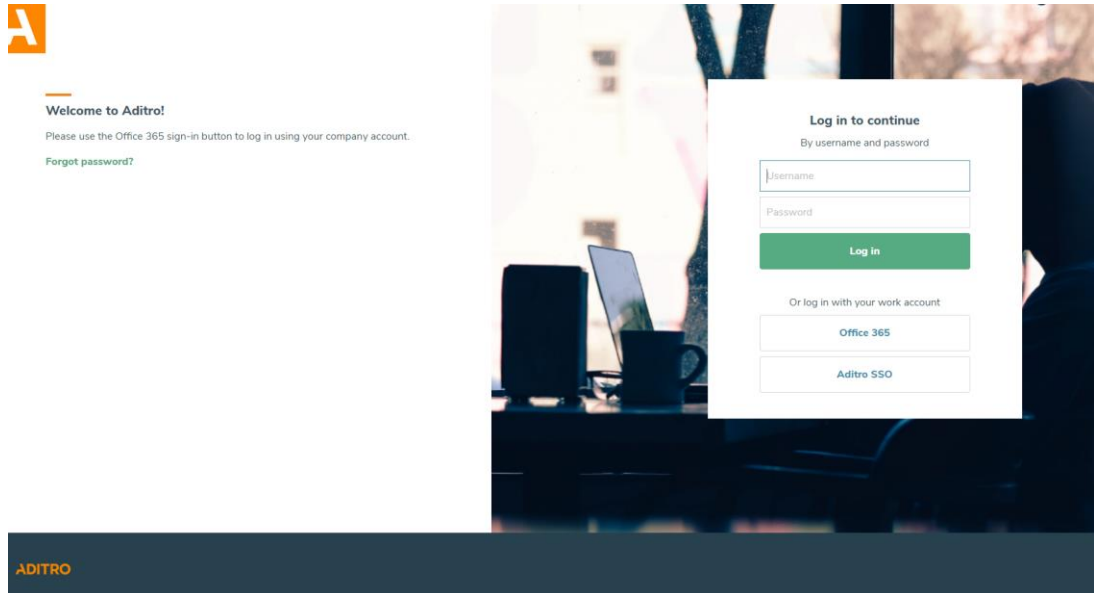 Welcome to Aditro!
Please use the Office 365 sign-in button to log in using your company account.
Forgot password?
Log in to continue
By username and password
Username
Password
Log in
Or log in with your work account
Office 365
Aditro SSO
ADITRO